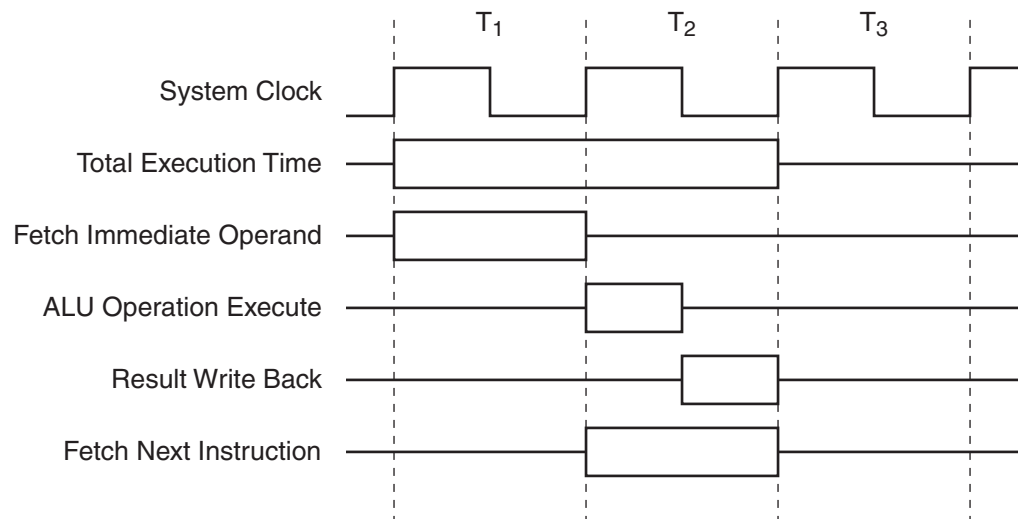 T1 T2 T3
System Clock
Total Execution Time
Fetch Immediate Operand
ALU Operation Execute
Result Write Back
Fetch Next Instruction